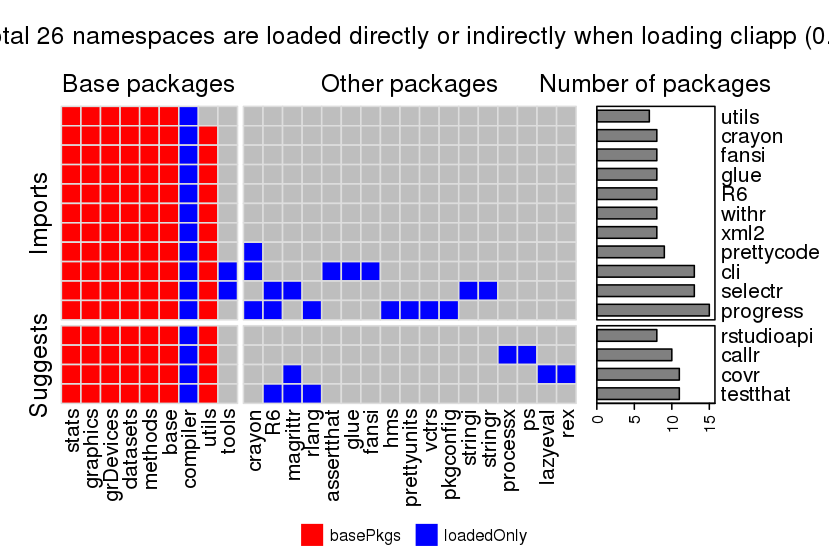 otal 26 namespaces are loaded directly or indirectly when loading cliapp (0.
Base packages
Other packages
Number of packages
Imports
Suggests
utils
crayon
fansi
glue
R6
withr
xml2
prettycode
cli
selectr
progress
rstudioapi
callr
covr
testthat
stats
graphics
grDevices
datasets
methods
base
compiler
utils
tools
crayon
R6
magrittr
rlang
assertthat
glue
fansi
hms
prettyunits
vctrs
pkgconfig
stringi
stringr
processx
ps
lazyeval
rex
0
5
10
15
basePkgs
loadedOnly